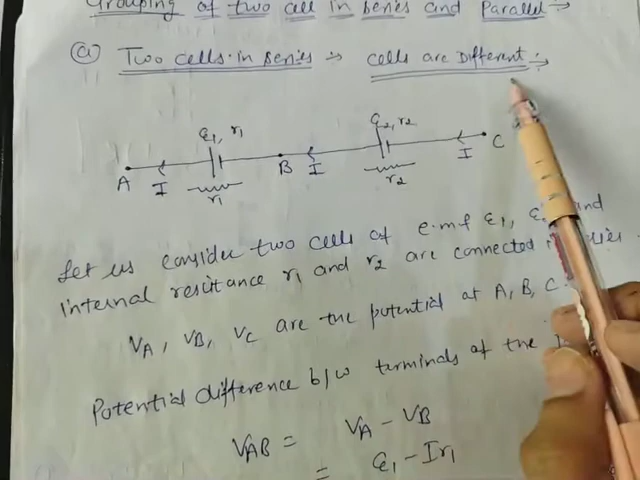 Grouping of two cell in series and Parallel →
(a) Two cells in series → cells are Different :→
ε1, r1 ε2, r2
A I r1 B I r2 I C
Let us consider two cells of e.m.f ε1, and
internal resistance r1 and r2 are connected
VA, VB, VC are the potential at A, B, C.
Potential difference b/w terminals of the
VAB = VA - VB
= ε1 - Ir1